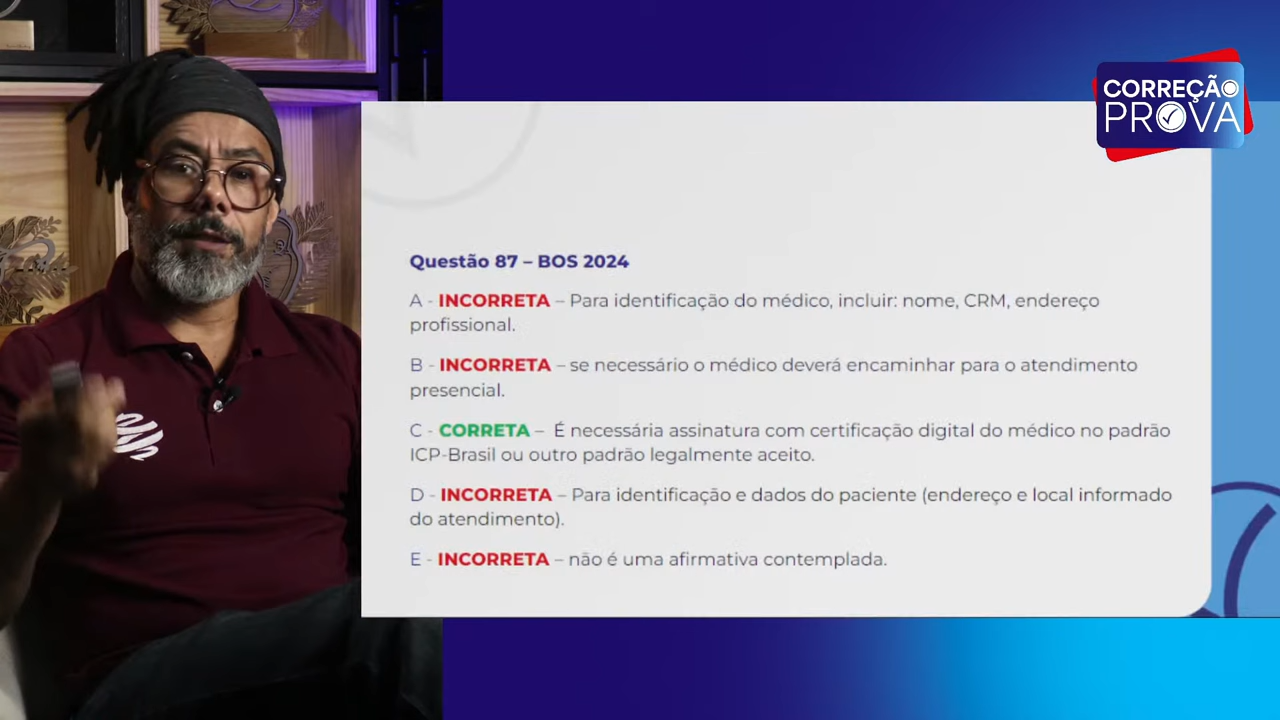 CORREÇÃO
PROVA
Questão 87 – BOS 2024
A - INCORRETA – Para identificação do médico, incluir: nome, CRM, endereço
profissional.
B - INCORRETA – se necessário o médico deverá encaminhar para o atendimento
presencial.
C - CORRETA – É necessária assinatura com certificação digital do médico no padrão
ICP-Brasil ou outro padrão legalmente aceito.
D - INCORRETA – Para identificação e dados do paciente (endereço e local informado
do atendimento).
E - INCORRETA – não é uma afirmativa contemplada.